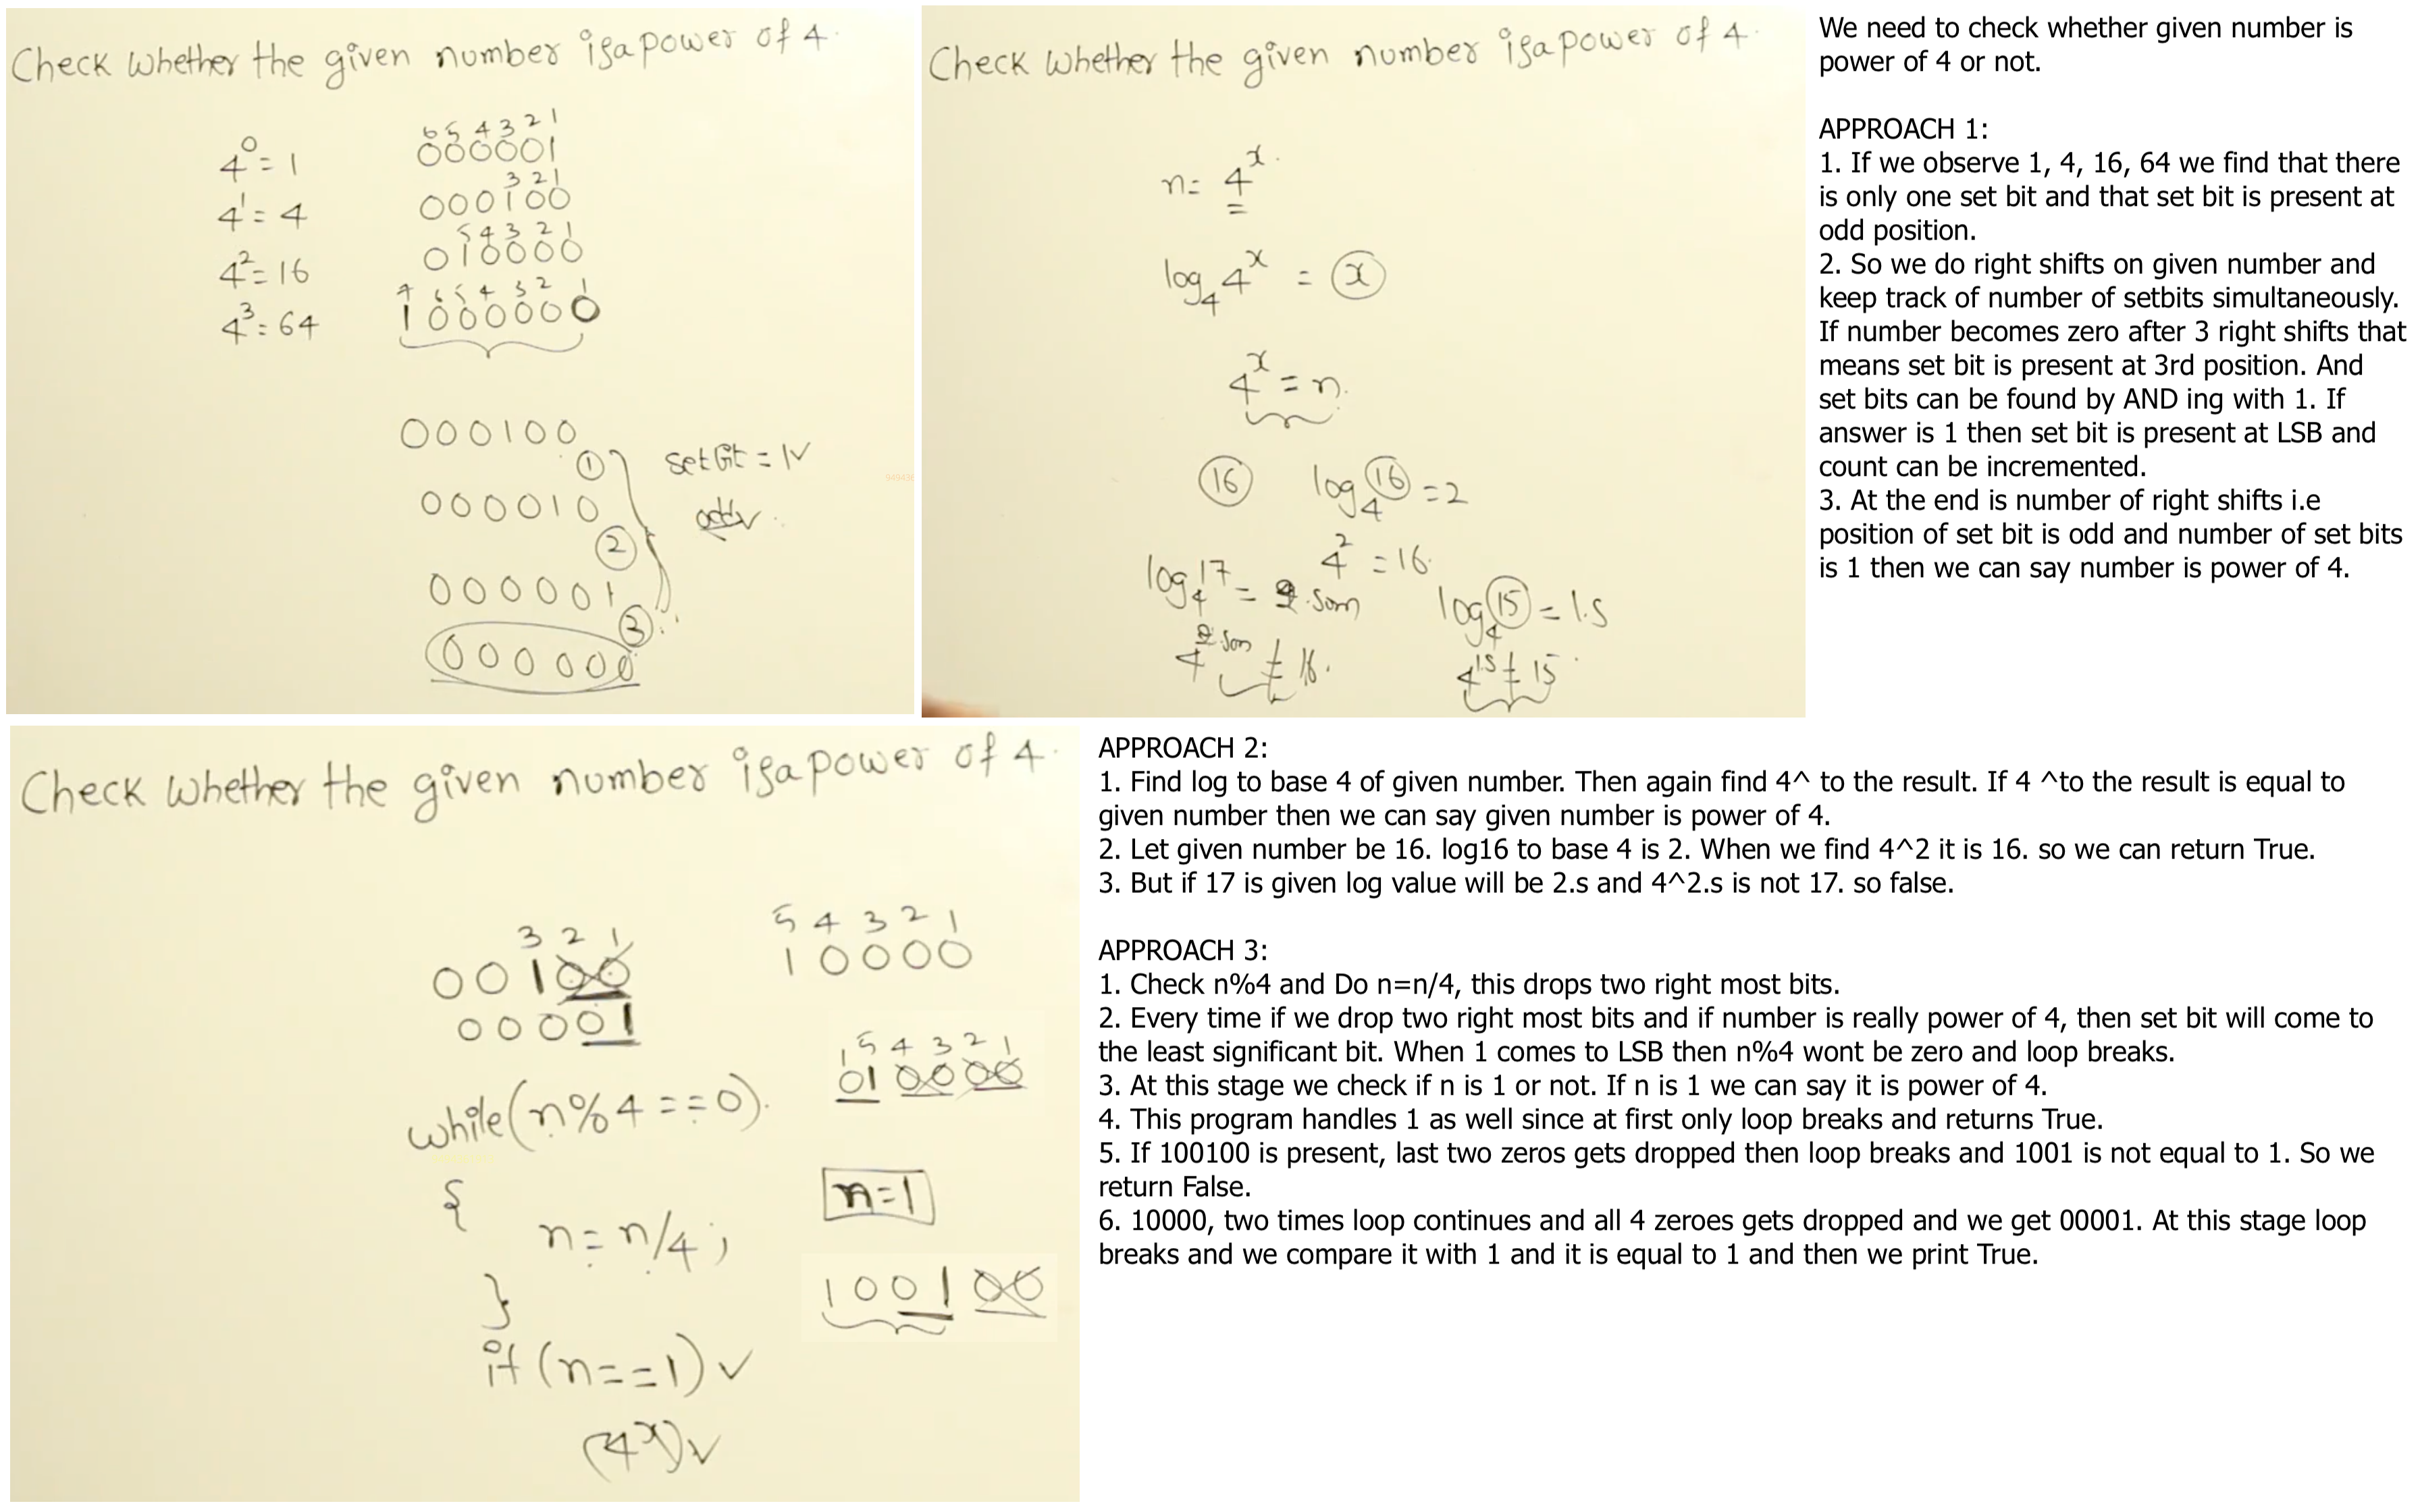 Check whether the given number is a power of 4.
6 5 4 3 2 1
4^0 = 1 000001
3 2 1
4^1 = 4 000100
5 4 3 2 1
4^2 = 16 010000
7 6 5 4 3 2 1
4^3 = 64 1000000
000100
1 setbit = 1✓
000010 odd✓
2
000001
3
000000
Check whether the given number is a power of 4.
n = 4^x.
log_4 4^x = x
4^x = n.
16 log_4 16 = 2
4^2 = 16.
log_4 17 = 2.som log_4 15 = 1.5
4^2.som ≠ 16. 4^1.5 ≠ 15
We need to check whether given number is
power of 4 or not.
APPROACH 1:
1. If we observe 1, 4, 16, 64 we find that there
is only one set bit and that set bit is present at
odd position.
2. So we do right shifts on given number and
keep track of number of setbits simultaneously.
If number becomes zero after 3 right shifts that
means set bit is present at 3rd position. And
set bits can be found by AND ing with 1. If
answer is 1 then set bit is present at LSB and
count can be incremented.
3. At the end is number of right shifts i.e
position of set bit is odd and number of set bits
is 1 then we can say number is power of 4.
Check whether the given number is a power of 4.
3 2 1
00100
00001
while(n%4==0)
{
n=n/4;
}
if(n==1)✓
(4^x)✓
5 4 3 2 1
1 0 0 0 0
1 5 4 3 2 1
01 00 00
n=1
1001 00
APPROACH 2:
1. Find log to base 4 of given number. Then again find 4^ to the result. If 4 ^to the result is equal to
given number then we can say given number is power of 4.
2. Let given number be 16. log16 to base 4 is 2. When we find 4^2 it is 16. so we can return True.
3. But if 17 is given log value will be 2.s and 4^2.s is not 17. so false.
APPROACH 3:
1. Check n%4 and Do n=n/4, this drops two right most bits.
2. Every time if we drop two right most bits and if number is really power of 4, then set bit will come to
the least significant bit. When 1 comes to LSB then n%4 wont be zero and loop breaks.
3. At this stage we check if n is 1 or not. If n is 1 we can say it is power of 4.
4. This program handles 1 as well since at first only loop breaks and returns True.
5. If 100100 is present, last two zeros gets dropped then loop breaks and 1001 is not equal to 1. So we
return False.
6. 10000, two times loop continues and all 4 zeroes gets dropped and we get 00001. At this stage loop
breaks and we compare it with 1 and it is equal to 1 and then we print True.